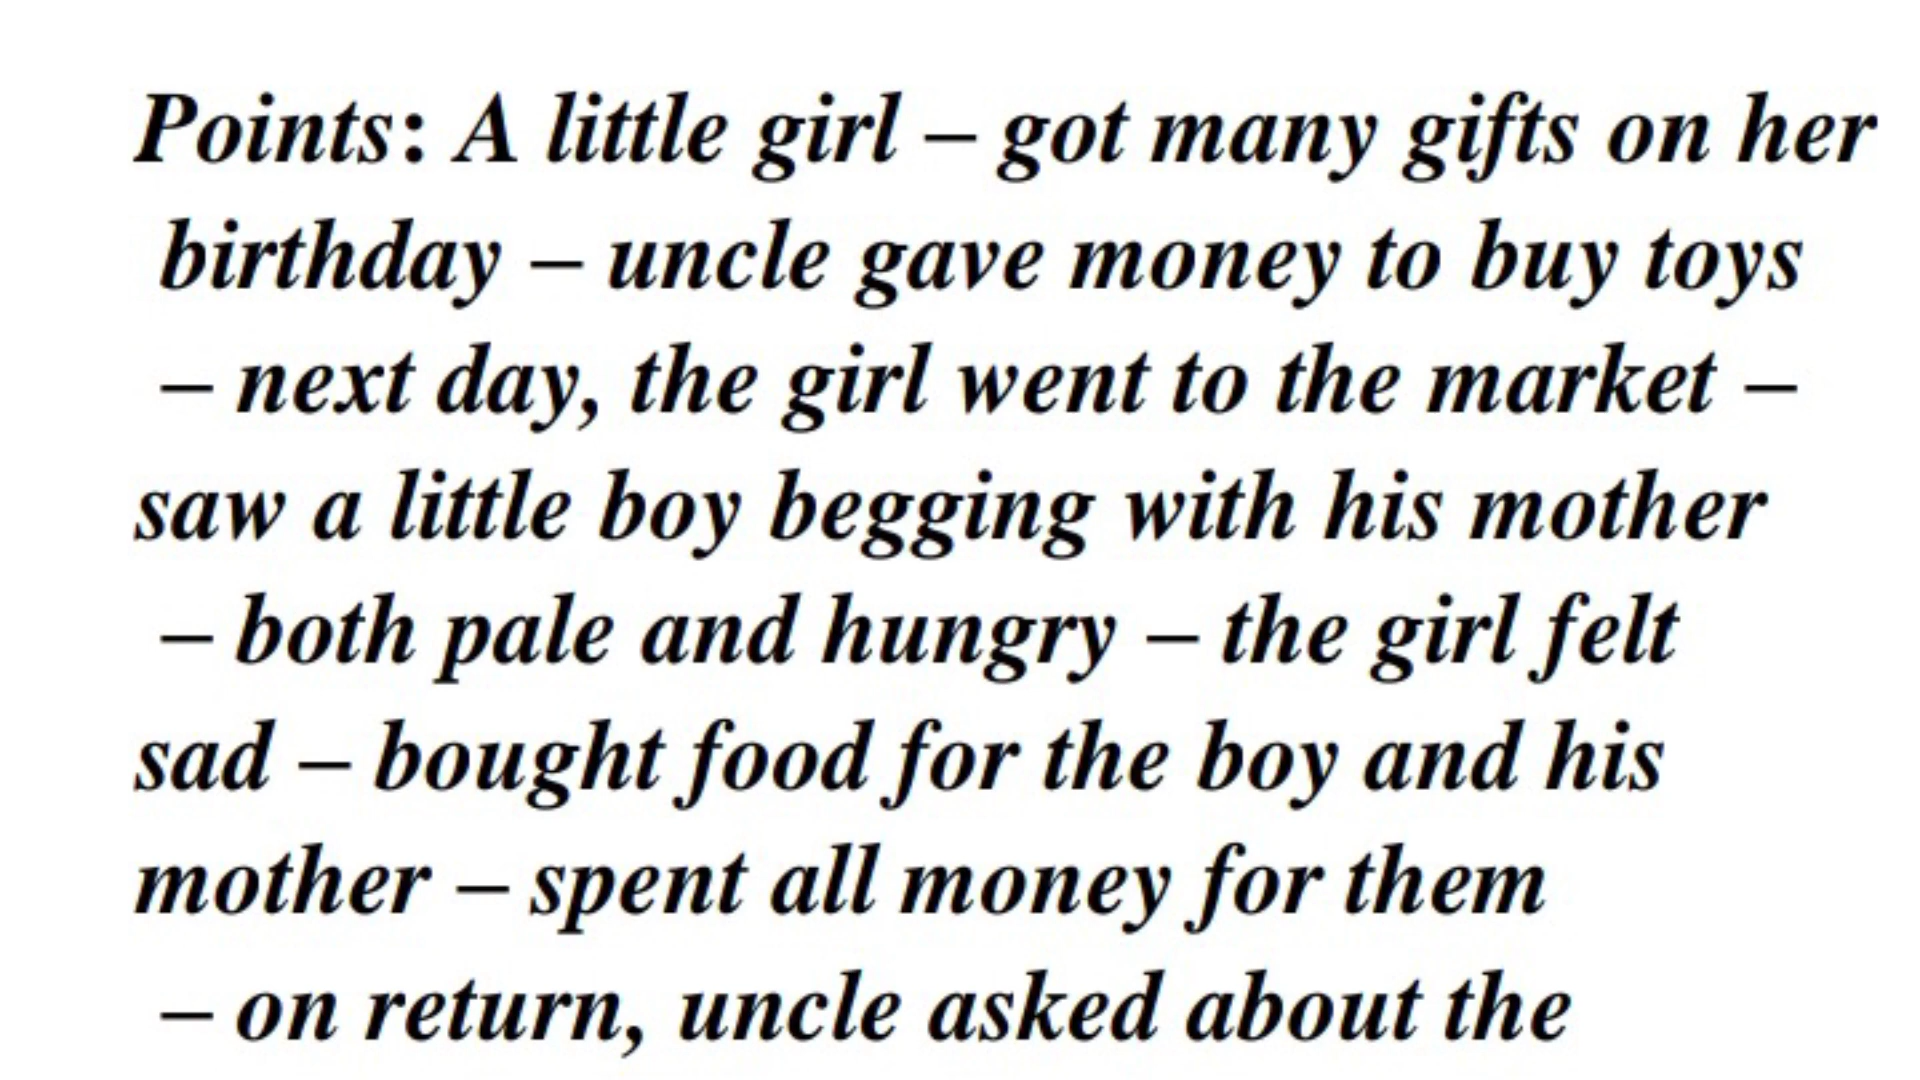 Points: A little girl – got many gifts on her
birthday – uncle gave money to buy toys
– next day, the girl went to the market –
saw a little boy begging with his mother
– both pale and hungry – the girl felt
sad – bought food for the boy and his
mother – spent all money for them
– on return, uncle asked about the